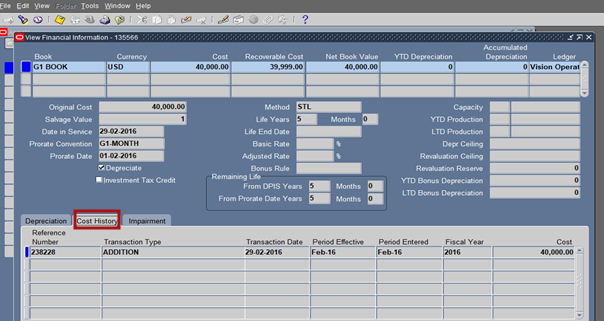 File Edit View Folder Tools Window Help
View Financial Information - 135566
Accumulated
Book Currency Cost Recoverable Cost Net Book Value YTD Depreciation Depreciation Ledger
G1 BOOK USD 40,000.00 39,999.00 40,000.00 0 0 Vision Operat
Original Cost 40,000.00 Method STL Capacity
Salvage Value 1 Life Years 5 Months 0 YTD Production
Date in Service 29-02-2016 Life End Date LTD Production
Prorate Convention G1-MONTH Basic Rate % Depr Ceiling
Prorate Date 01-02-2016 Adjusted Rate % Revaluation Ceiling
Depreciate Bonus Rule Revaluation Reserve 0
Investment Tax Credit Remaining Life YTD Bonus Depreciation 0
From DPIS Years 5 Months 0 LTD Bonus Depreciation 0
From Prorate Date Years 5 Months 0
Depreciation Cost History Impairment
Reference
Number Transaction Type Transaction Date Period Effective Period Entered Fiscal Year Cost
238228 ADDITION 29-02-2016 Feb-16 Feb-16 2016 40,000.00